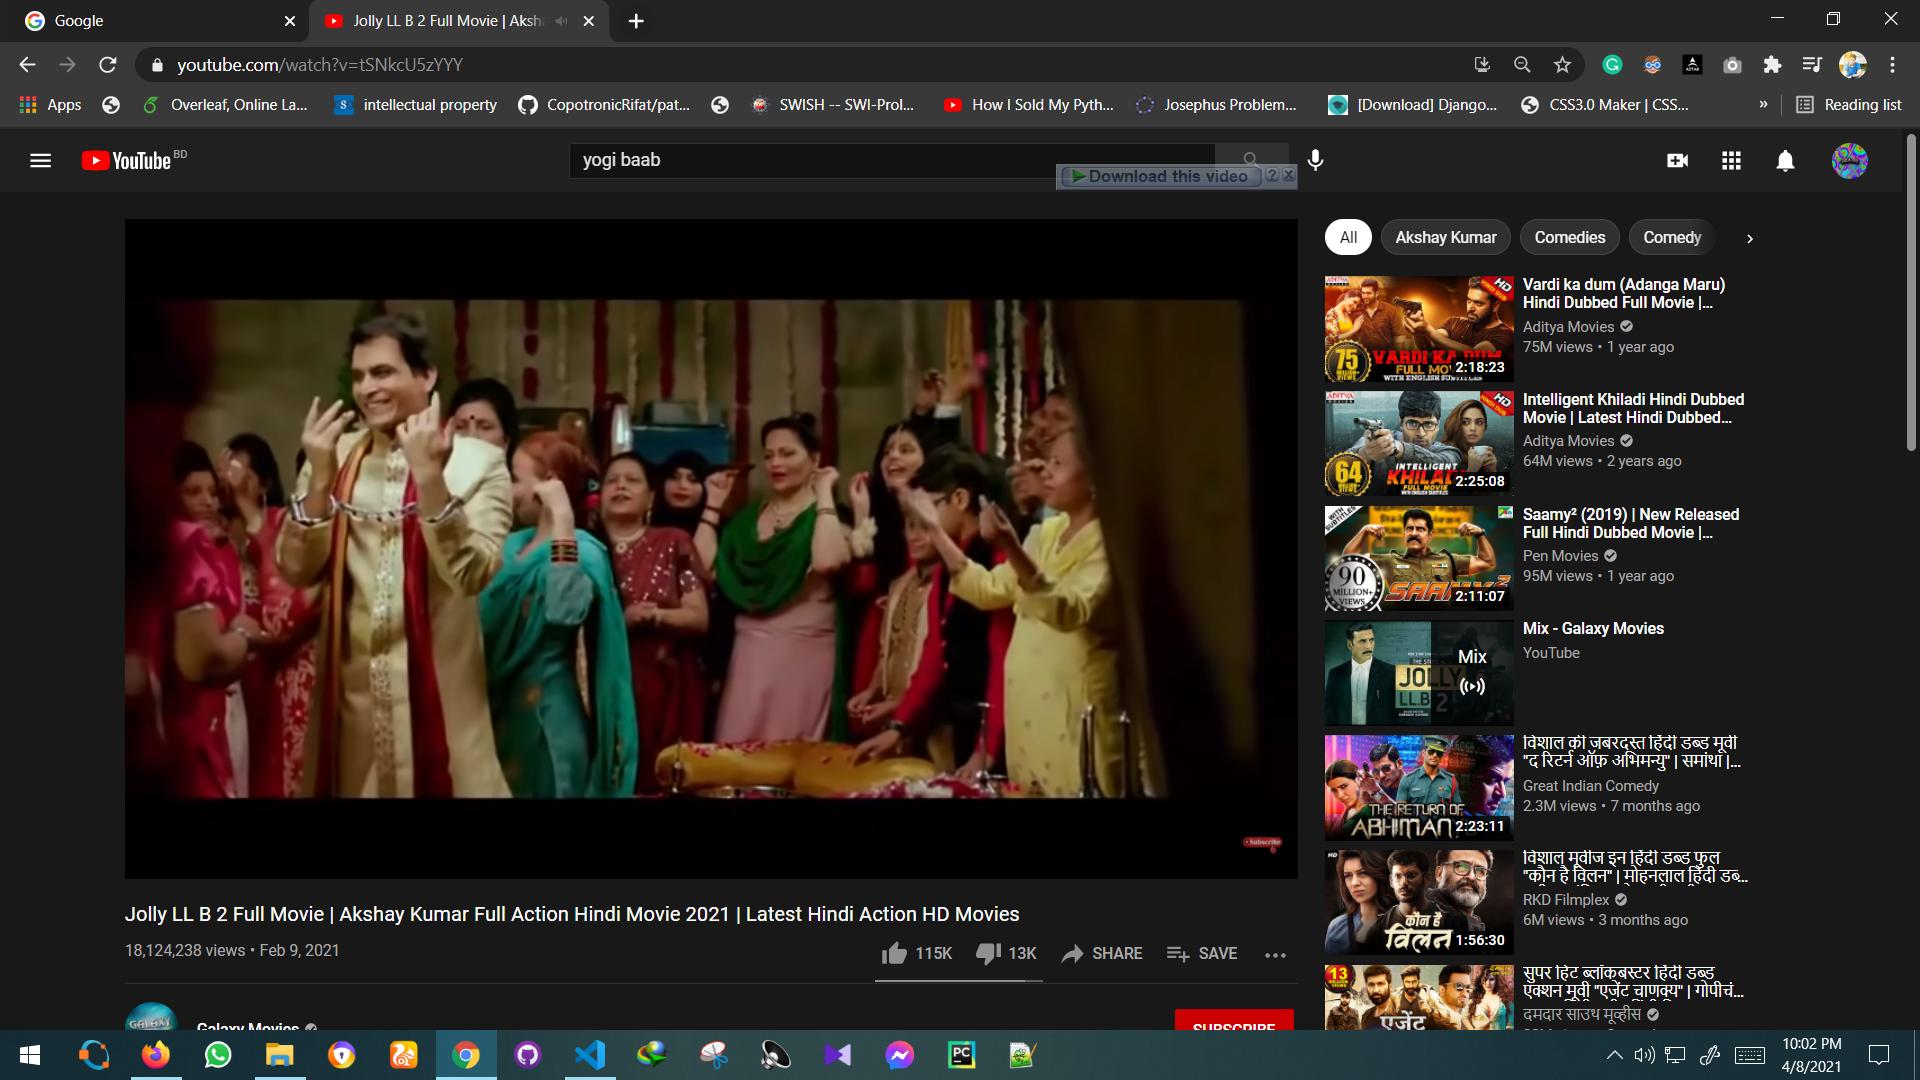 Google
Jolly LL B 2 Full Movie | Aksh
youtube.com/watch?v=tSNkcU5zYYY
Apps
Overleaf, Online La...
intellectual property
CopotronicRifat/pat...
SWISH -- SWI-Prol...
How I Sold My Pyth...
Josephus Problem...
[Download] Django...
CSS3.0 Maker | CSS...
»
Reading list
YouTube BD
yogi baab
Download this video
All
Akshay Kumar
Comedies
Comedy
Vardi ka dum (Adanga Maru)
Hindi Dubbed Full Movie |...
Aditya Movies
75M views • 1 year ago
2:18:23
Intelligent Khiladi Hindi Dubbed
Movie | Latest Hindi Dubbed...
Aditya Movies
64M views • 2 years ago
2:25:08
Saamy² (2019) | New Released
Full Hindi Dubbed Movie |...
Pen Movies
95M views • 1 year ago
90
MILLION+
VIEWS
2:11:07
Mix - Galaxy Movies
YouTube
Mix
JOLLY
LLB 2
विशाल की जबरदस्त हिंदी डब्ड मूवी
"द रिटर्न ऑफ़ अभिमन्यु" | समांथा |...
Great Indian Comedy
2.3M views • 7 months ago
THE RETURN OF
ABHIMAN
2:23:11
विशाल मूवीज इन हिंदी डब्ड फुल
"कौन है विलन" | मोहनलाल हिंदी डब्...
RKD Filmplex
6M views • 3 months ago
कौन है
विलन
1:56:30
सुपर हिट ब्लॉकबस्टर हिंदी डब्ड
एक्शन मूवी "एजेंट चाणक्य" | गोपीचं...
दमदार साउथ मूव्हीस
13
एजेंट
Subscribe
Jolly LL B 2 Full Movie | Akshay Kumar Full Action Hindi Movie 2021 | Latest Hindi Action HD Movies
18,124,238 views • Feb 9, 2021
115K
13K
SHARE
SAVE
GALAXY
Galaxy Movies
SUBSCRIBE
10:02 PM
4/8/2021